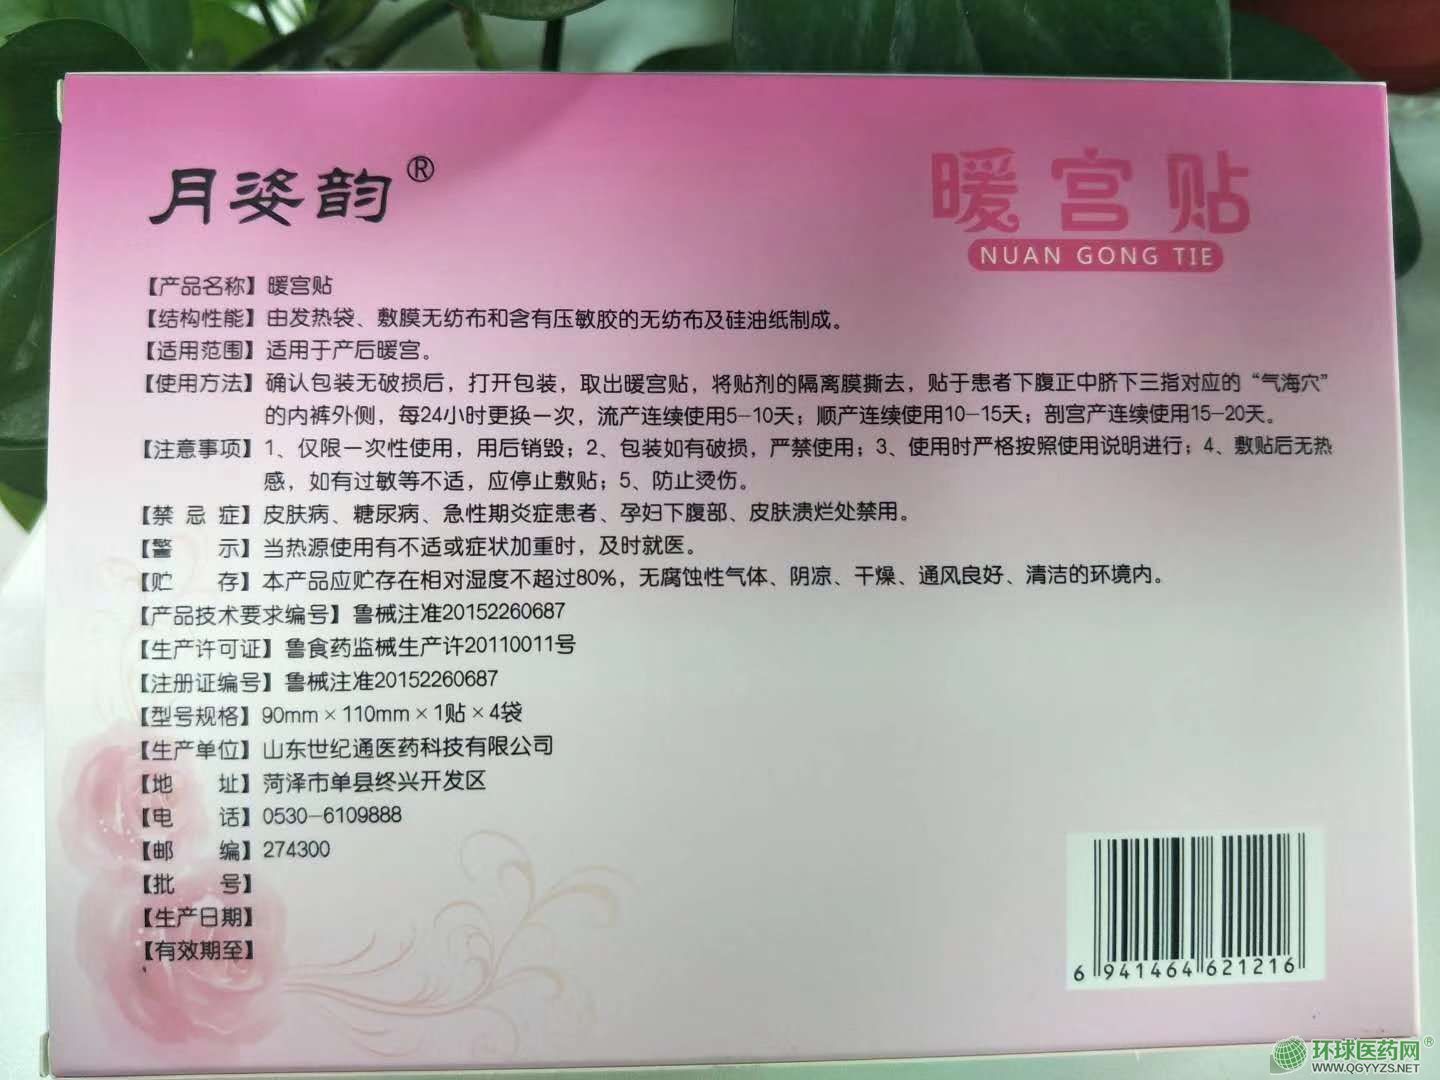 月姿韵®
暖宫贴
NUAN GONG TIE
【产品名称】暖宫贴
【结构性能】由发热袋、敷膜无纺布和含有压敏胶的无纺布及硅油纸制成。
【适用范围】适用于产后暖宫。
【使用方法】确认包装无破损后，打开包装，取出暖宫贴，将贴剂的隔离膜撕去，贴于患者下腹正中脐下三指对应的“气海穴”
的内裤外侧，每24小时更换一次，流产连续使用5-10天；顺产连续使用10-15天；剖宫产连续使用15-20天。
【注意事项】1、仅限一次性使用，用后销毁；2、包装如有破损，严禁使用；3、使用时严格按照使用说明进行；4、敷贴后无热
感，如有过敏等不适，应停止敷贴；5、防止烫伤。
【禁 忌 症】皮肤病、糖尿病、急性期炎症患者、孕妇下腹部、皮肤溃烂处禁用。
【警 示】当热源使用有不适或症状加重时，及时就医。
【贮 存】本产品应贮存在相对湿度不超过80%，无腐蚀性气体、阴凉、干燥、通风良好、清洁的环境内。
【产品技术要求编号】鲁械注准20152260687
【生产许可证】鲁食药监械生产许20110011号
【注册证编号】鲁械注准20152260687
【型号规格】90mm×110mm×1贴×4袋
【生产单位】山东世纪通医药科技有限公司
【地 址】菏泽市单县终兴开发区
【电 话】0530-6109888
【邮 编】274300
【批 号】
【生产日期】
【有效期至】
6 941464 621216
环球医药网®
WWW.QGYYZS.NET